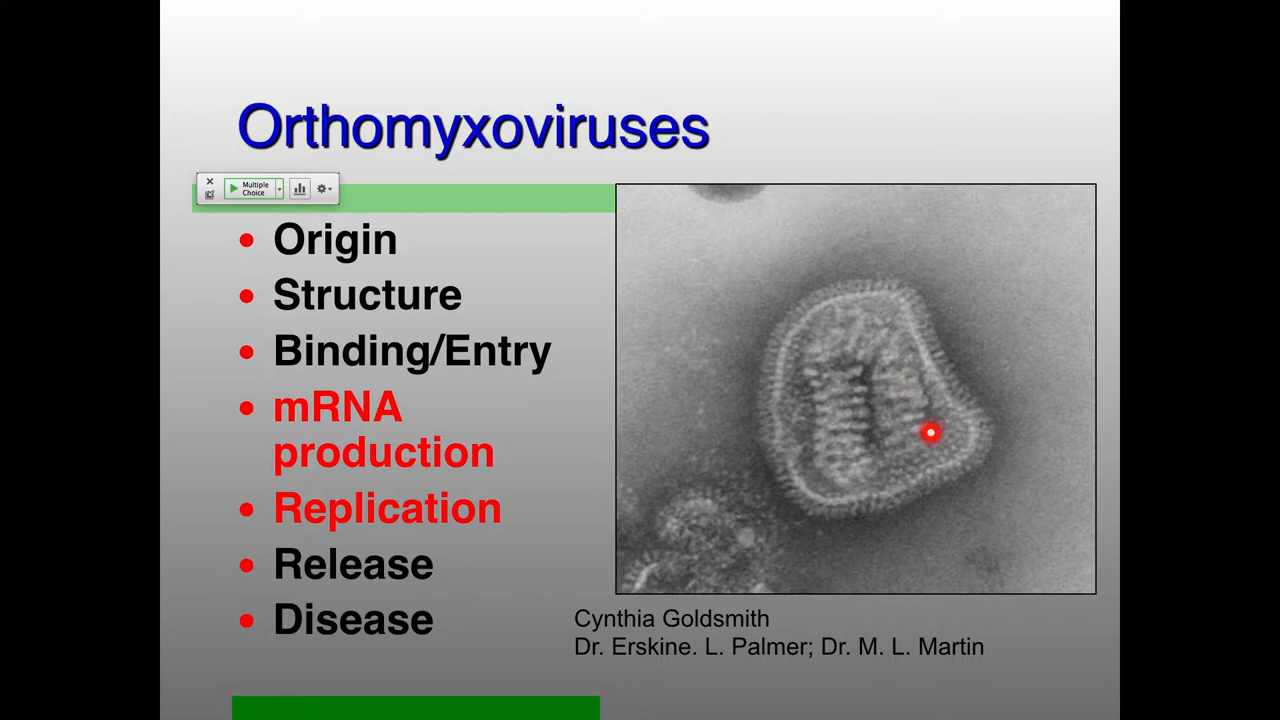 Orthomyxoviruses
Multiple
Choice
Origin
Structure
Binding/Entry
mRNA
production
Replication
Release
Disease
Cynthia Goldsmith
Dr. Erskine. L. Palmer; Dr. M. L. Martin